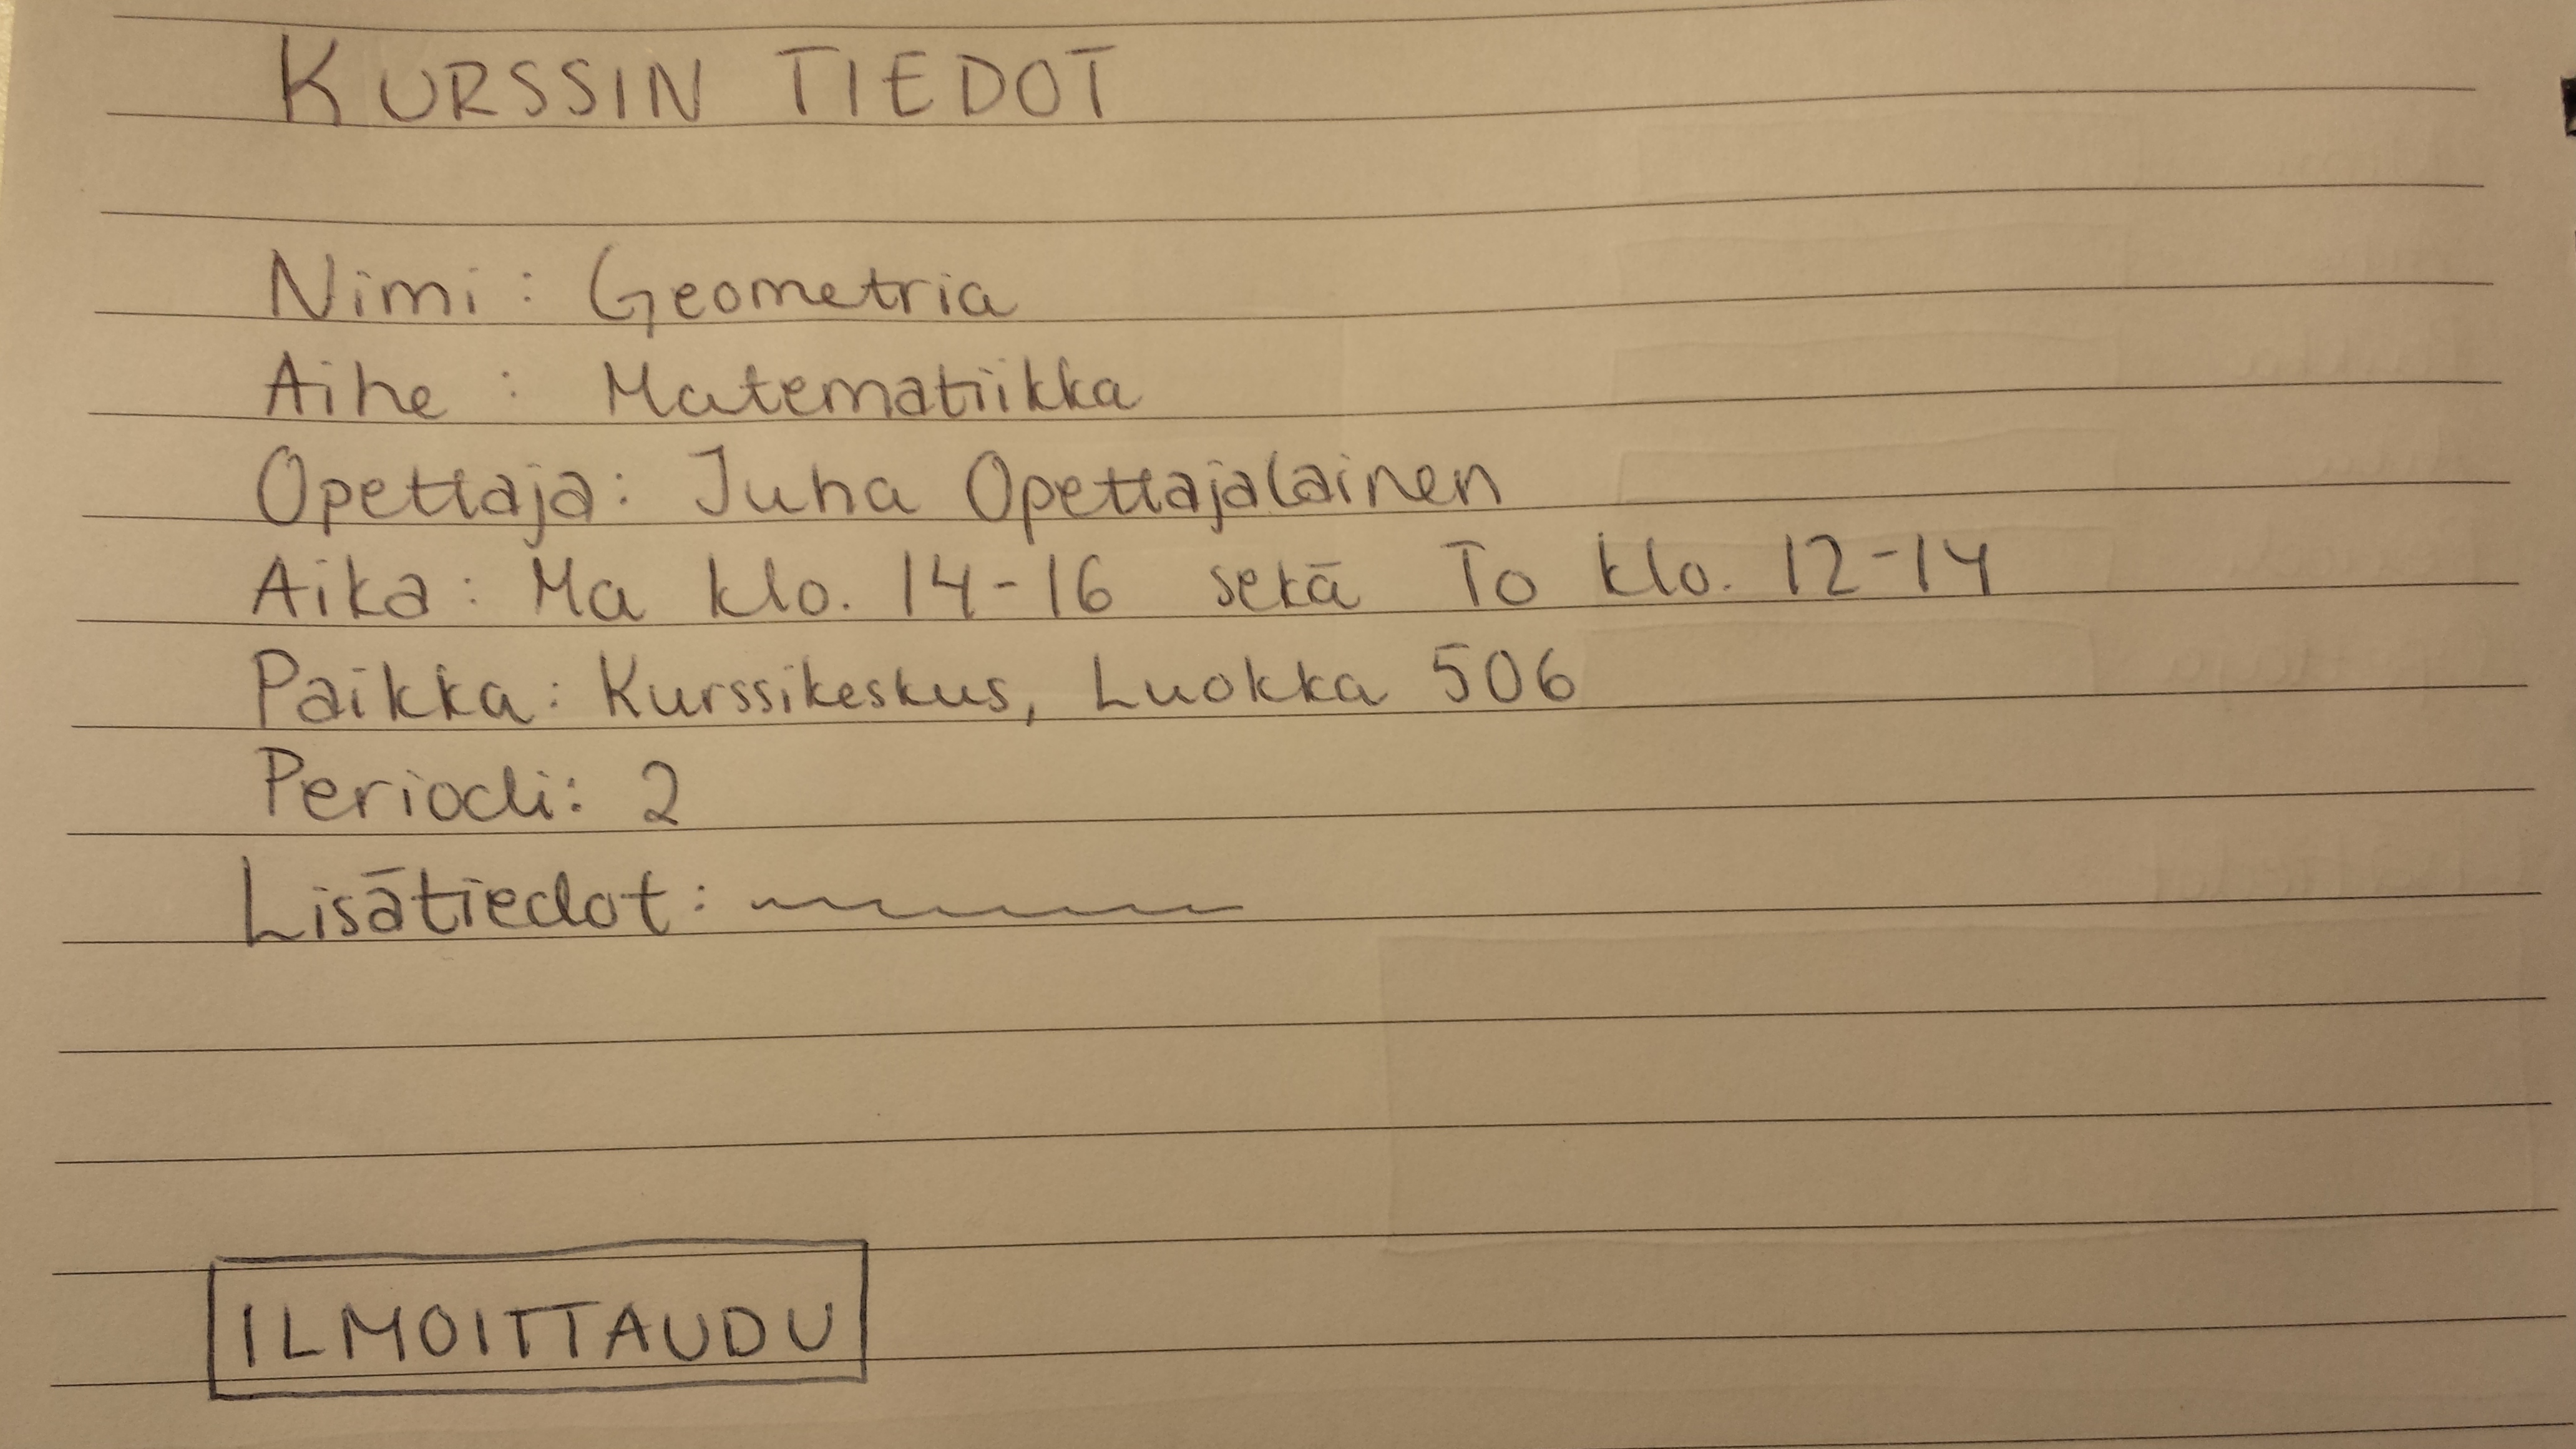 KURSSIN TIEDOT
Nimi: Geometria
Aihe: Matematiikka
Opettaja: Juha Opettajalainen
Aika: Ma klo. 14-16 sekä To klo. 12-14
Paikka: Kurssikeskus, Luokka 506
Periodi: 2
Lisätiedot:
ILMOITTAUDU